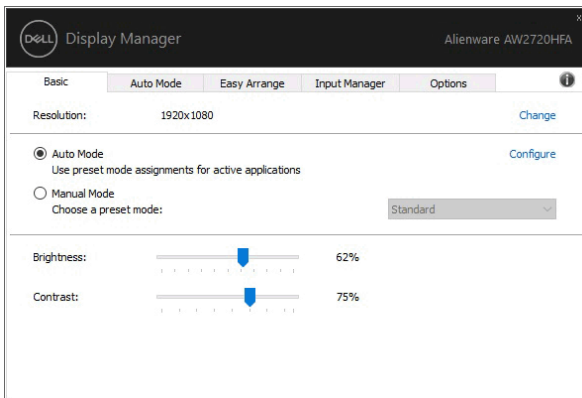 DELL Display Manager
Alienware AW2720HFA
x
Basic Auto Mode Easy Arrange Input Manager Options i
Resolution: 1920x1080 Change
Auto Mode Configure
Use preset mode assignments for active applications
Manual Mode
Choose a preset mode: Standard
Brightness: 62%
Contrast: 75%